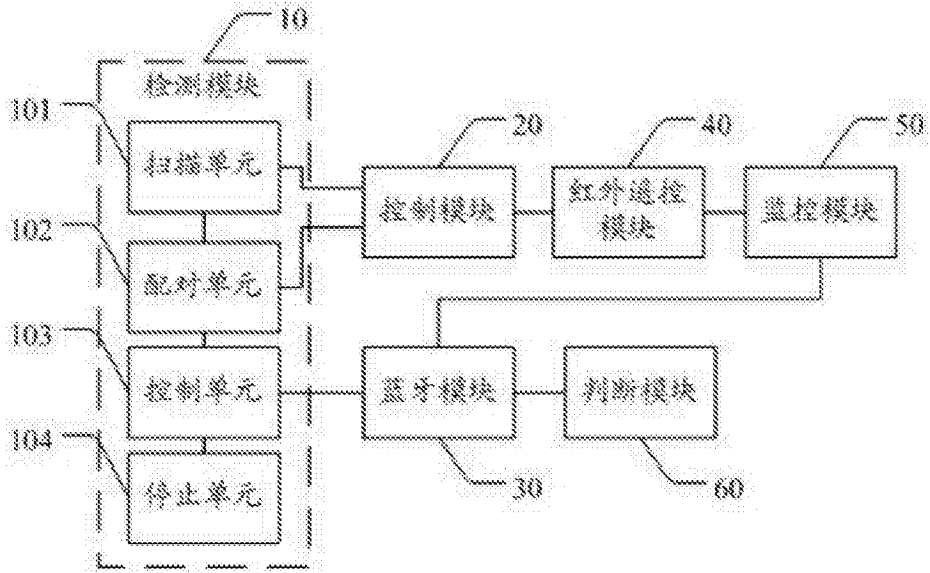 10
检测模块
101
扫描单元
102
配对单元
103
控制单元
104
停止单元
20
控制模块
40
红外遥控
模块
50
监控模块
蓝牙模块
30
判断模块
60